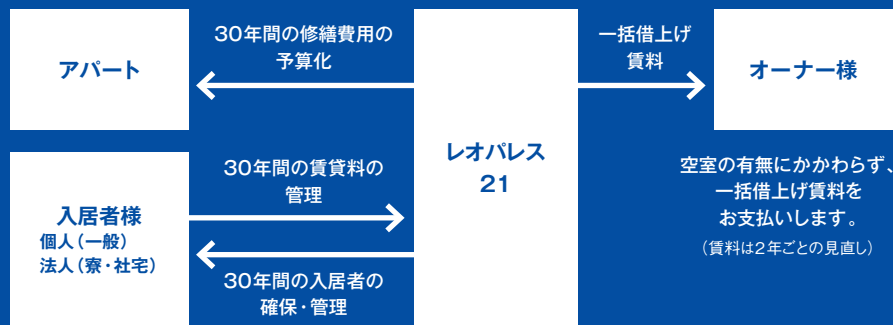 アパート
30年間の修繕費用の
予算化
一括借上げ
賃料
オーナー様
レオパレス
21
30年間の賃貸料の
管理
入居者様
個人（一般）
法人（寮・社宅）
30年間の入居者の
確保・管理
空室の有無にかかわらず、
一括借上げ賃料を
お支払いします。
（賃料は2年ごとの見直し）